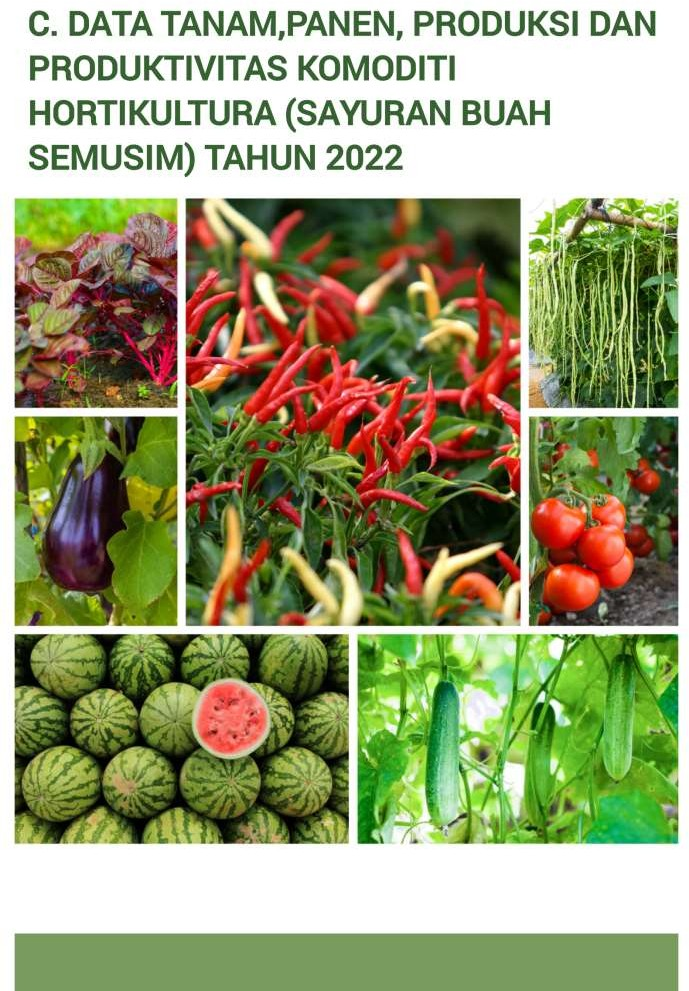 C. DATA TANAM,PANEN, PRODUKSI DAN
PRODUKTIVITAS KOMODITI
HORTIKULTURA (SAYURAN BUAH
SEMUSIM) TAHUN 2022